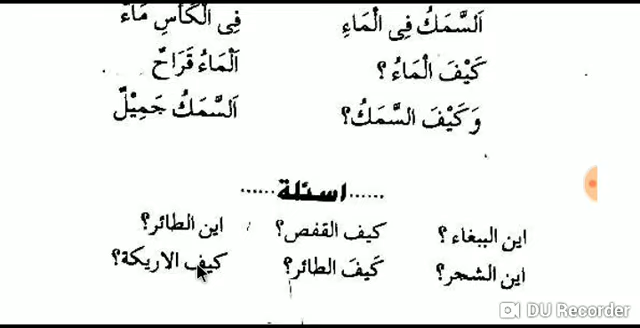 اَلسَّمَكُ فِی الْمَاءِ فِی الْكَأْسِ مَاءٌ
كَيْفَ الْمَاءُ؟ اَلْمَاءُ قَرَاحٌ
وَكَيْفَ السَّمَكُ؟ اَلسَّمَكُ جَمِيْلٌ
......اسئلة......
اين الببغاء؟ كيف القفص؟ اين الطائر؟
اين الشجر؟ كَيفَ الطائر؟ كيف الاريكة؟
DU Recorder